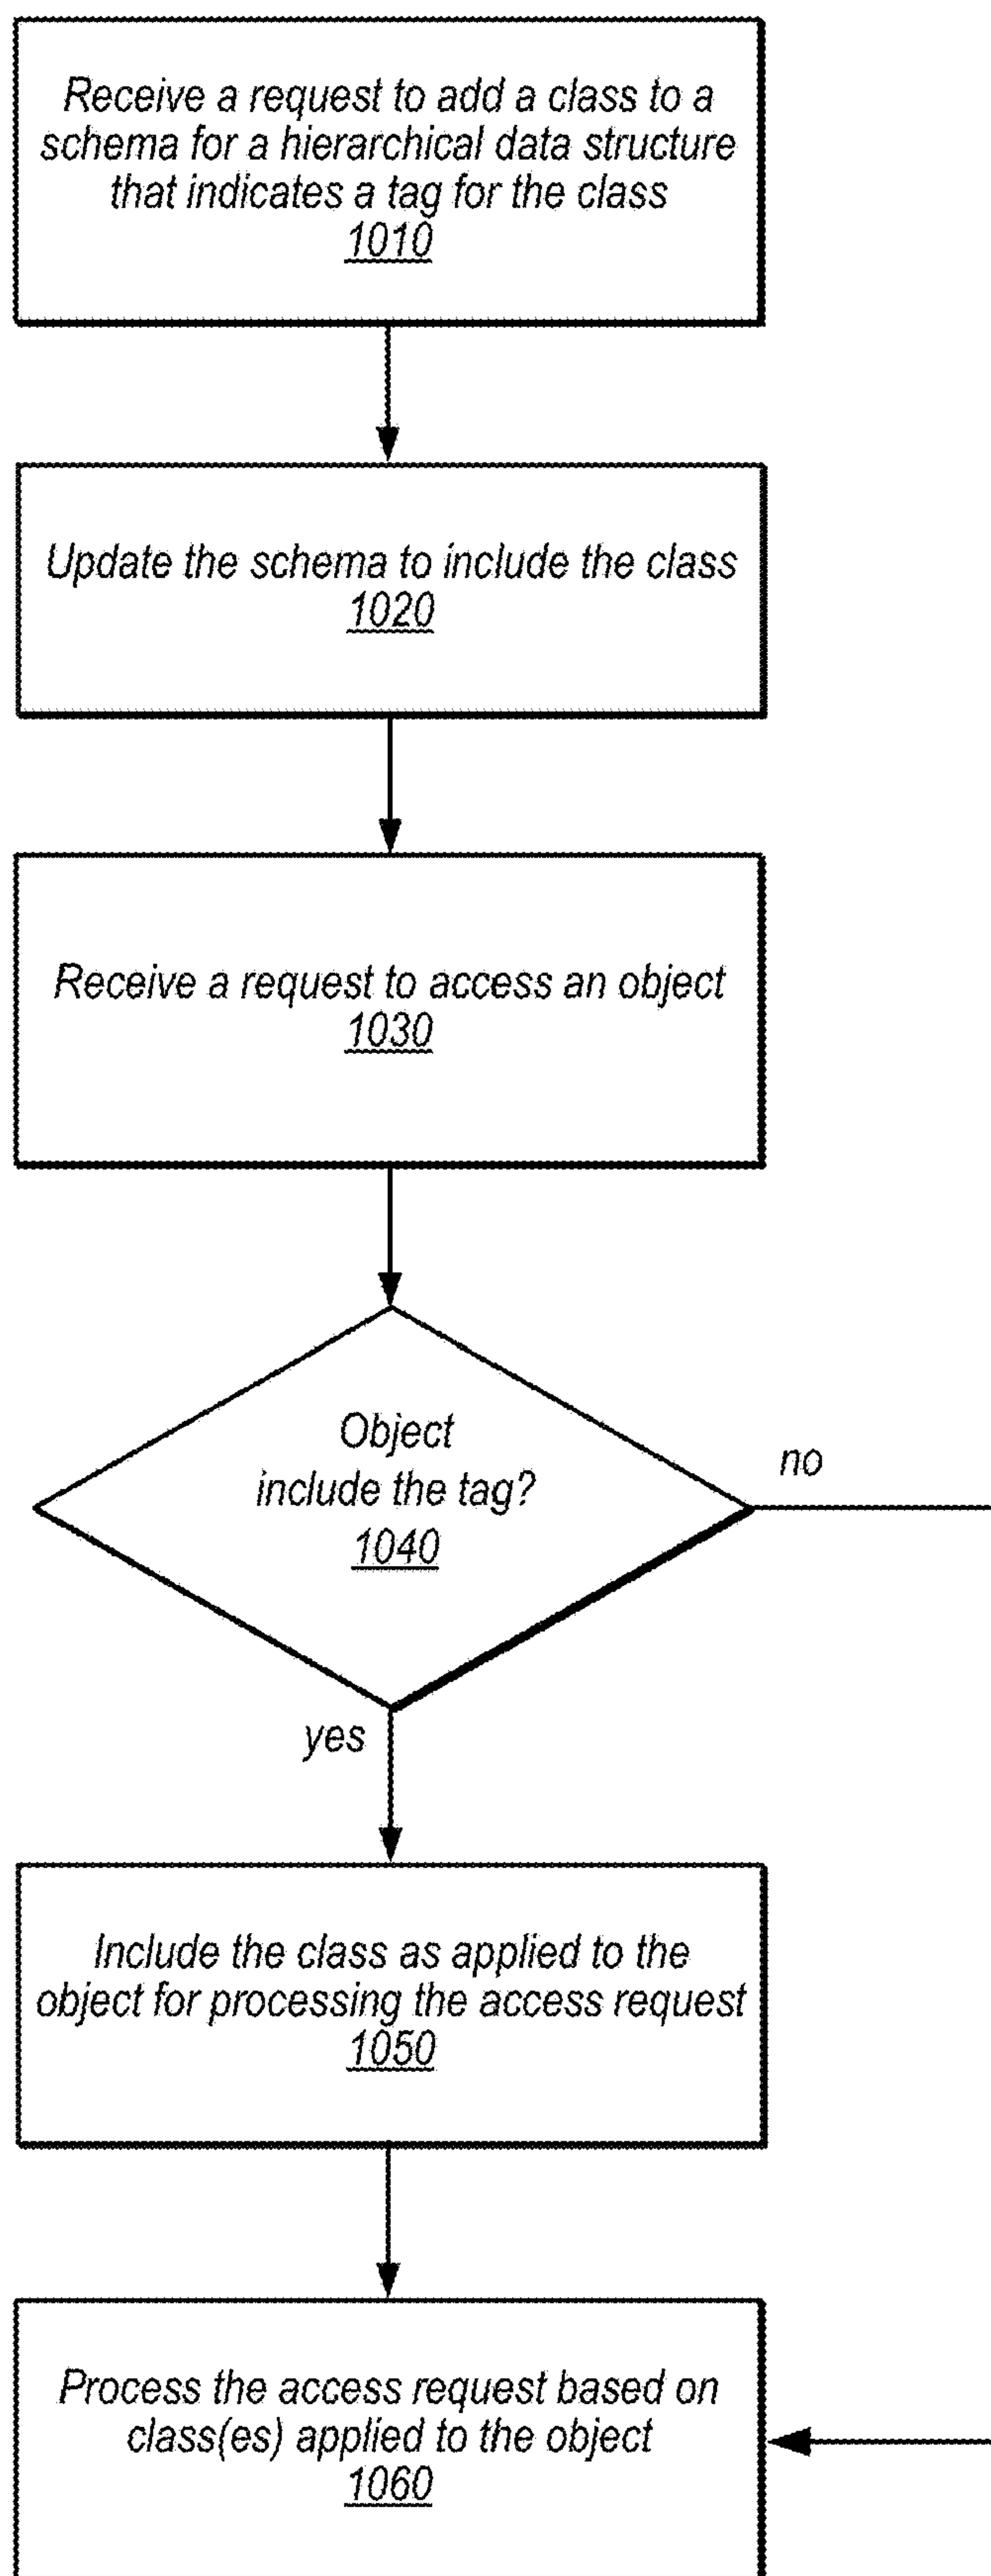 Receive a request to add a class to a
schema for a hierarchical data structure
that indicates a tag for the class
1010
Update the schema to include the class
1020
Receive a request to access an object
1030
Object
include the tag?
1040
no
yes
Include the class as applied to the
object for processing the access request
1050
Process the access request based on
class(es) applied to the object
1060